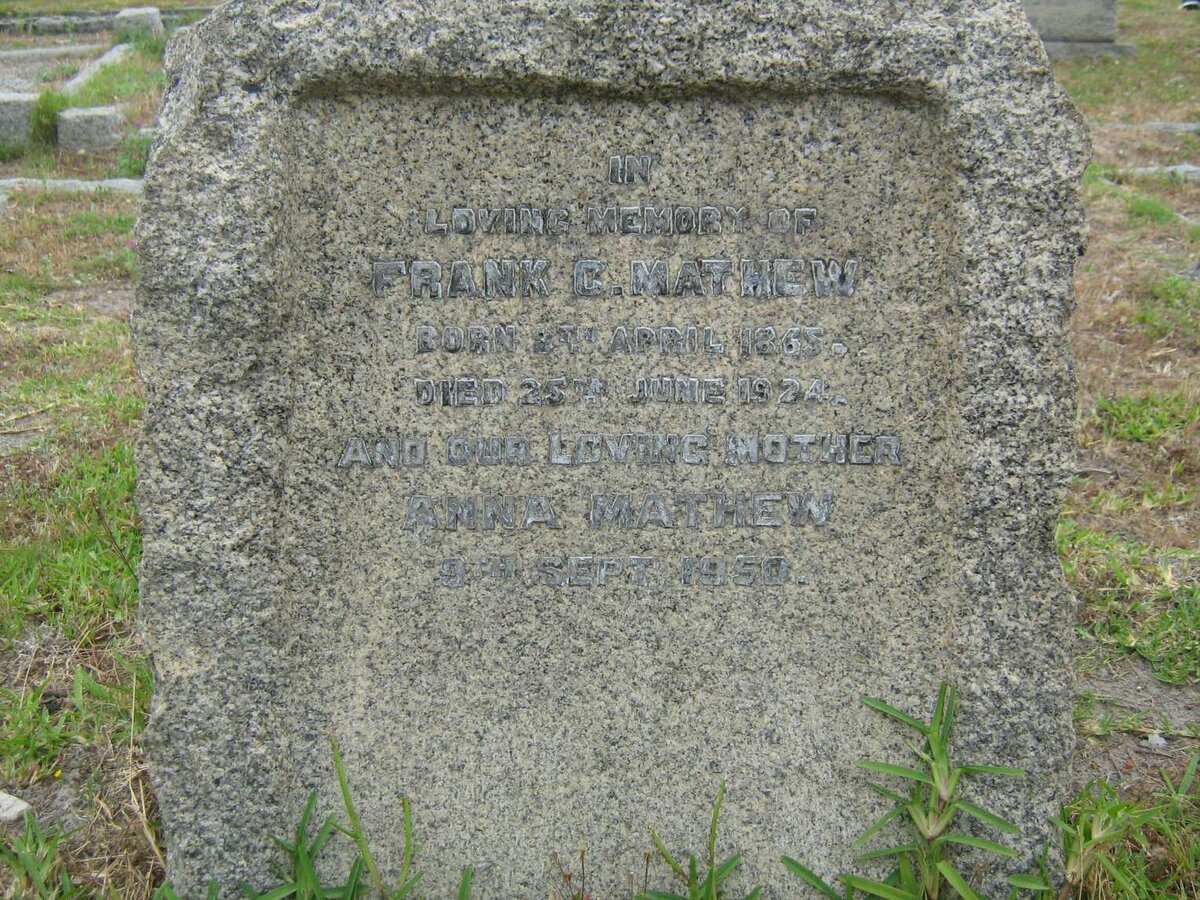 IN
LOVING MEMORY OF
FRANK C. MATHEW
BORN 8TH APRIL 1865.
DIED 25TH JUNE 1924.
AND OUR LOVING MOTHER
ANNA MATHEW
9TH SEPT. 1950.